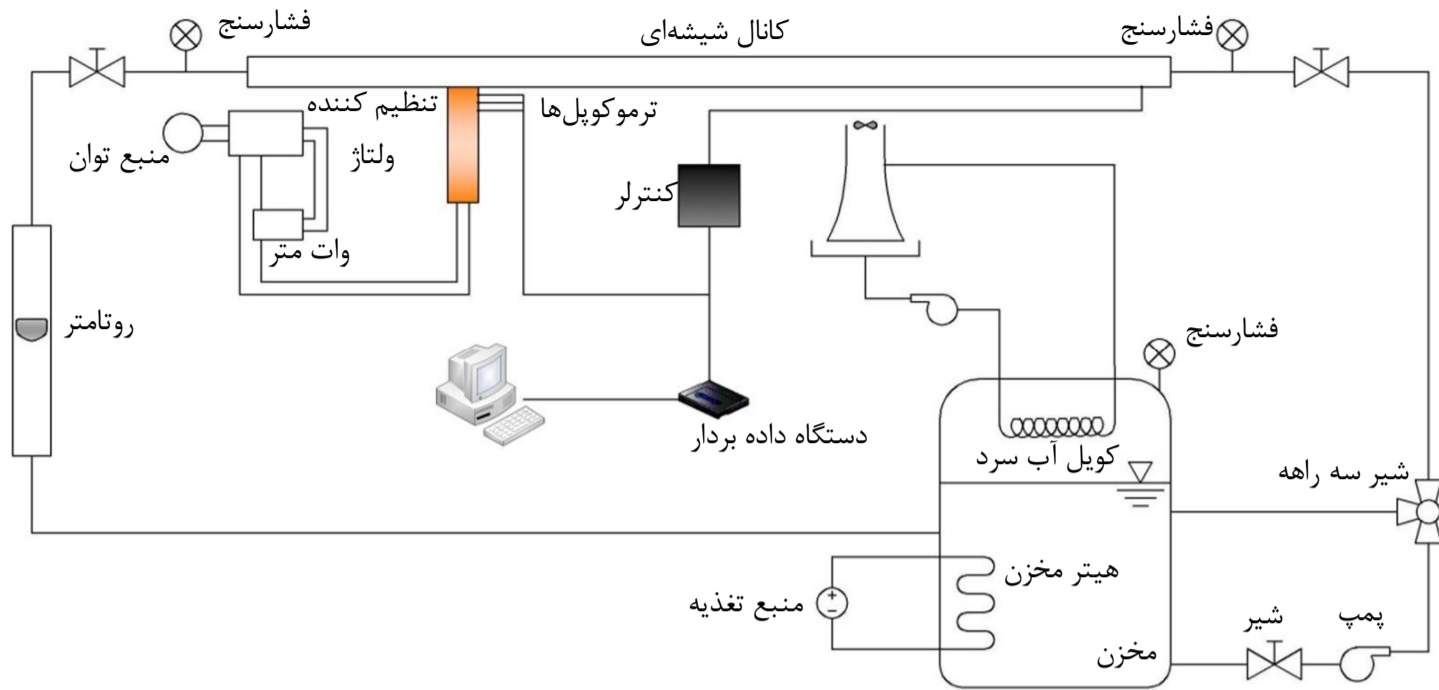 کانال شیشه‌ای
فشارسنج
فشارسنج
ترموکوپل‌ها
تنظیم کننده
ولتاژ
منبع توان
کنترلر
وات متر
روتامتر
فشارسنج
دستگاه داده بردار
کویل آب سرد
شیر سه راهه
هیتر مخزن
منبع تغذیه
پمپ
شیر
مخزن